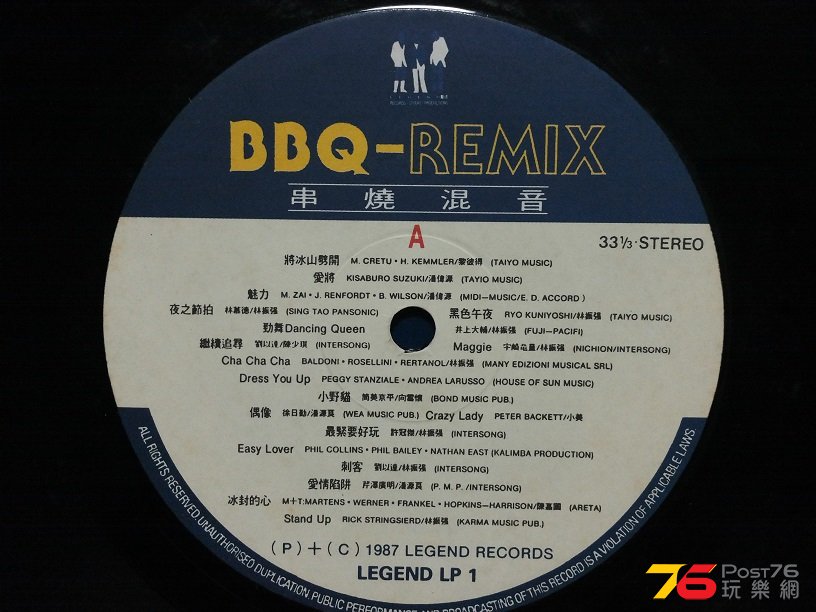 LEGEND
BBQ-REMIX
串燒混音
A
33⅓·STEREO
將冰山劈開 M. CRETU·H. KEMMLER/黎彼得 (TAIYO MUSIC)
愛將 KISABURO SUZUKI/潘偉源 (TAYIO MUSIC)
魅力 M. ZAI·J. RENFORDT·B. WILSON/潘偉源 (MIDI-MUSIC/E. D. ACCORD)
夜之節拍 林慕德/林振强 (SING TAO PANSONIC) 黑色午夜 RYO KUNIYOSHI/林振强 (TAIYO MUSIC)
勁舞Dancing Queen 井上大輔/林振强 (FUJI-PACIFI)
繼續追尋 劉以達/陳少琪 (INTERSONG) Maggie 宇崎竜童/林振强 (NICHION/INTERSONG)
Cha Cha Cha BALDONI·ROSELLINI·RERTANOL/林振强 (MANY EDIZIONI MUSICAL SRL)
Dress You Up PEGGY STANZIALE·ANDREA LARUSSO (HOUSE OF SUN MUSIC)
小野貓 筒美京平/向雪懷 (BOND MUSIC PUB.)
偶像 徐日勤/潘源良 (WEA MUSIC PUB.) Crazy Lady PETER BACKETT/小美
最緊要好玩 許冠傑/林振强 (INTERSONG)
Easy Lover PHIL COLLINS·PHIL BAILEY·NATHAN EAST (KALIMBA PRODUCTION)
刺客 劉以達/林振强 (INTERSONG)
愛情陷阱 芹澤廣明/潘源良 (P. M. P. /INTERSONG)
冰封的心 M+T:MARTENS·WERNER·FRANKEL·HOPKINS-HARRISON/陳嘉國 (ARETA)
Stand Up RICK STRINGSIERD/林振强 (KARMA MUSIC PUB.)
(P)+(C) 1987 LEGEND RECORDS
LEGEND LP 1
ALL RIGHTS RESERVED. UNAUTHORISED DUPLICATION, PUBLIC PERFORMANCE AND BROADCASTING OF THIS RECORD IS A VIOLATION OF APPLICABLE LAWS.
76 Post76
玩樂網